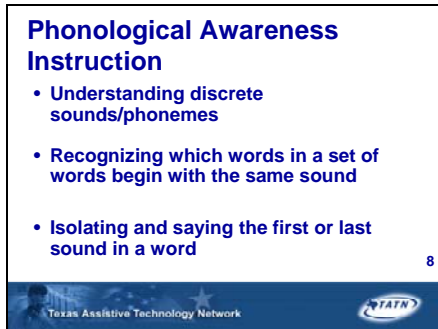 Phonological Awareness
Instruction
• Understanding discrete
sounds/phonemes
• Recognizing which words in a set of
words begin with the same sound
• Isolating and saying the first or last
sound in a word
8
Texas Assistive Technology Network
TATN